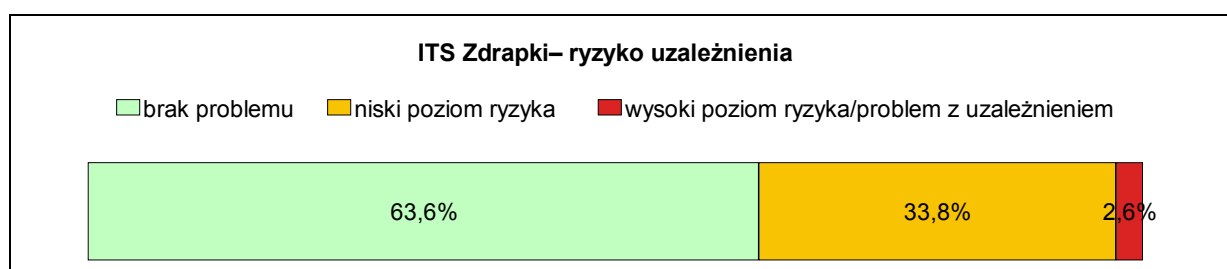 ITS Zdrapki– ryzyko uzależnienia
brak problemu niski poziom ryzyka wysoki poziom ryzyka/problem z uzależnieniem
63,6% 33,8% 2,6%